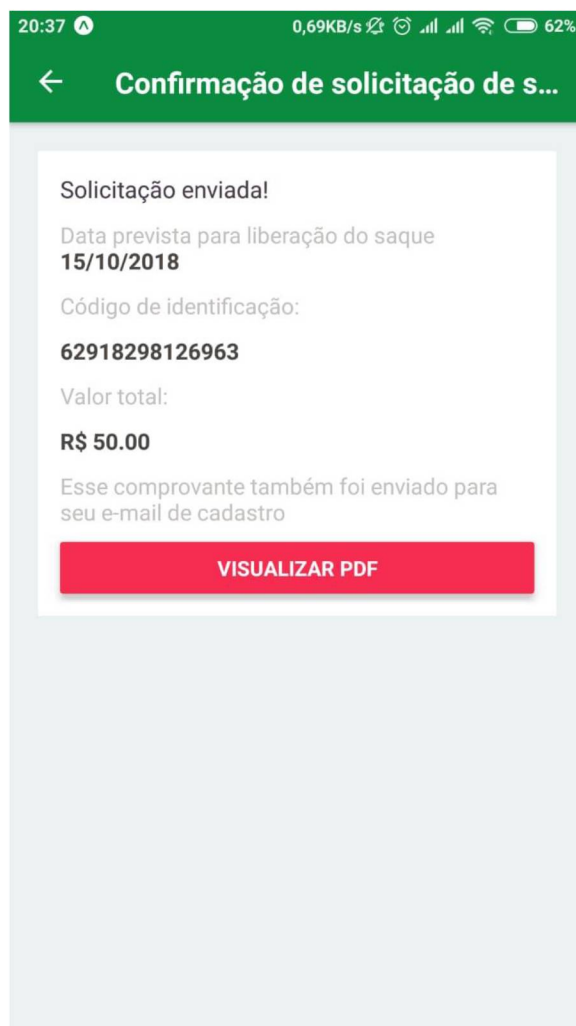 20:37 0,69KB/s 62%
Confirmação de solicitação de s...
Solicitação enviada!
Data prevista para liberação do saque
15/10/2018
Código de identificação:
62918298126963
Valor total:
R$ 50.00
Esse comprovante também foi enviado para
seu e-mail de cadastro
VISUALIZAR PDF